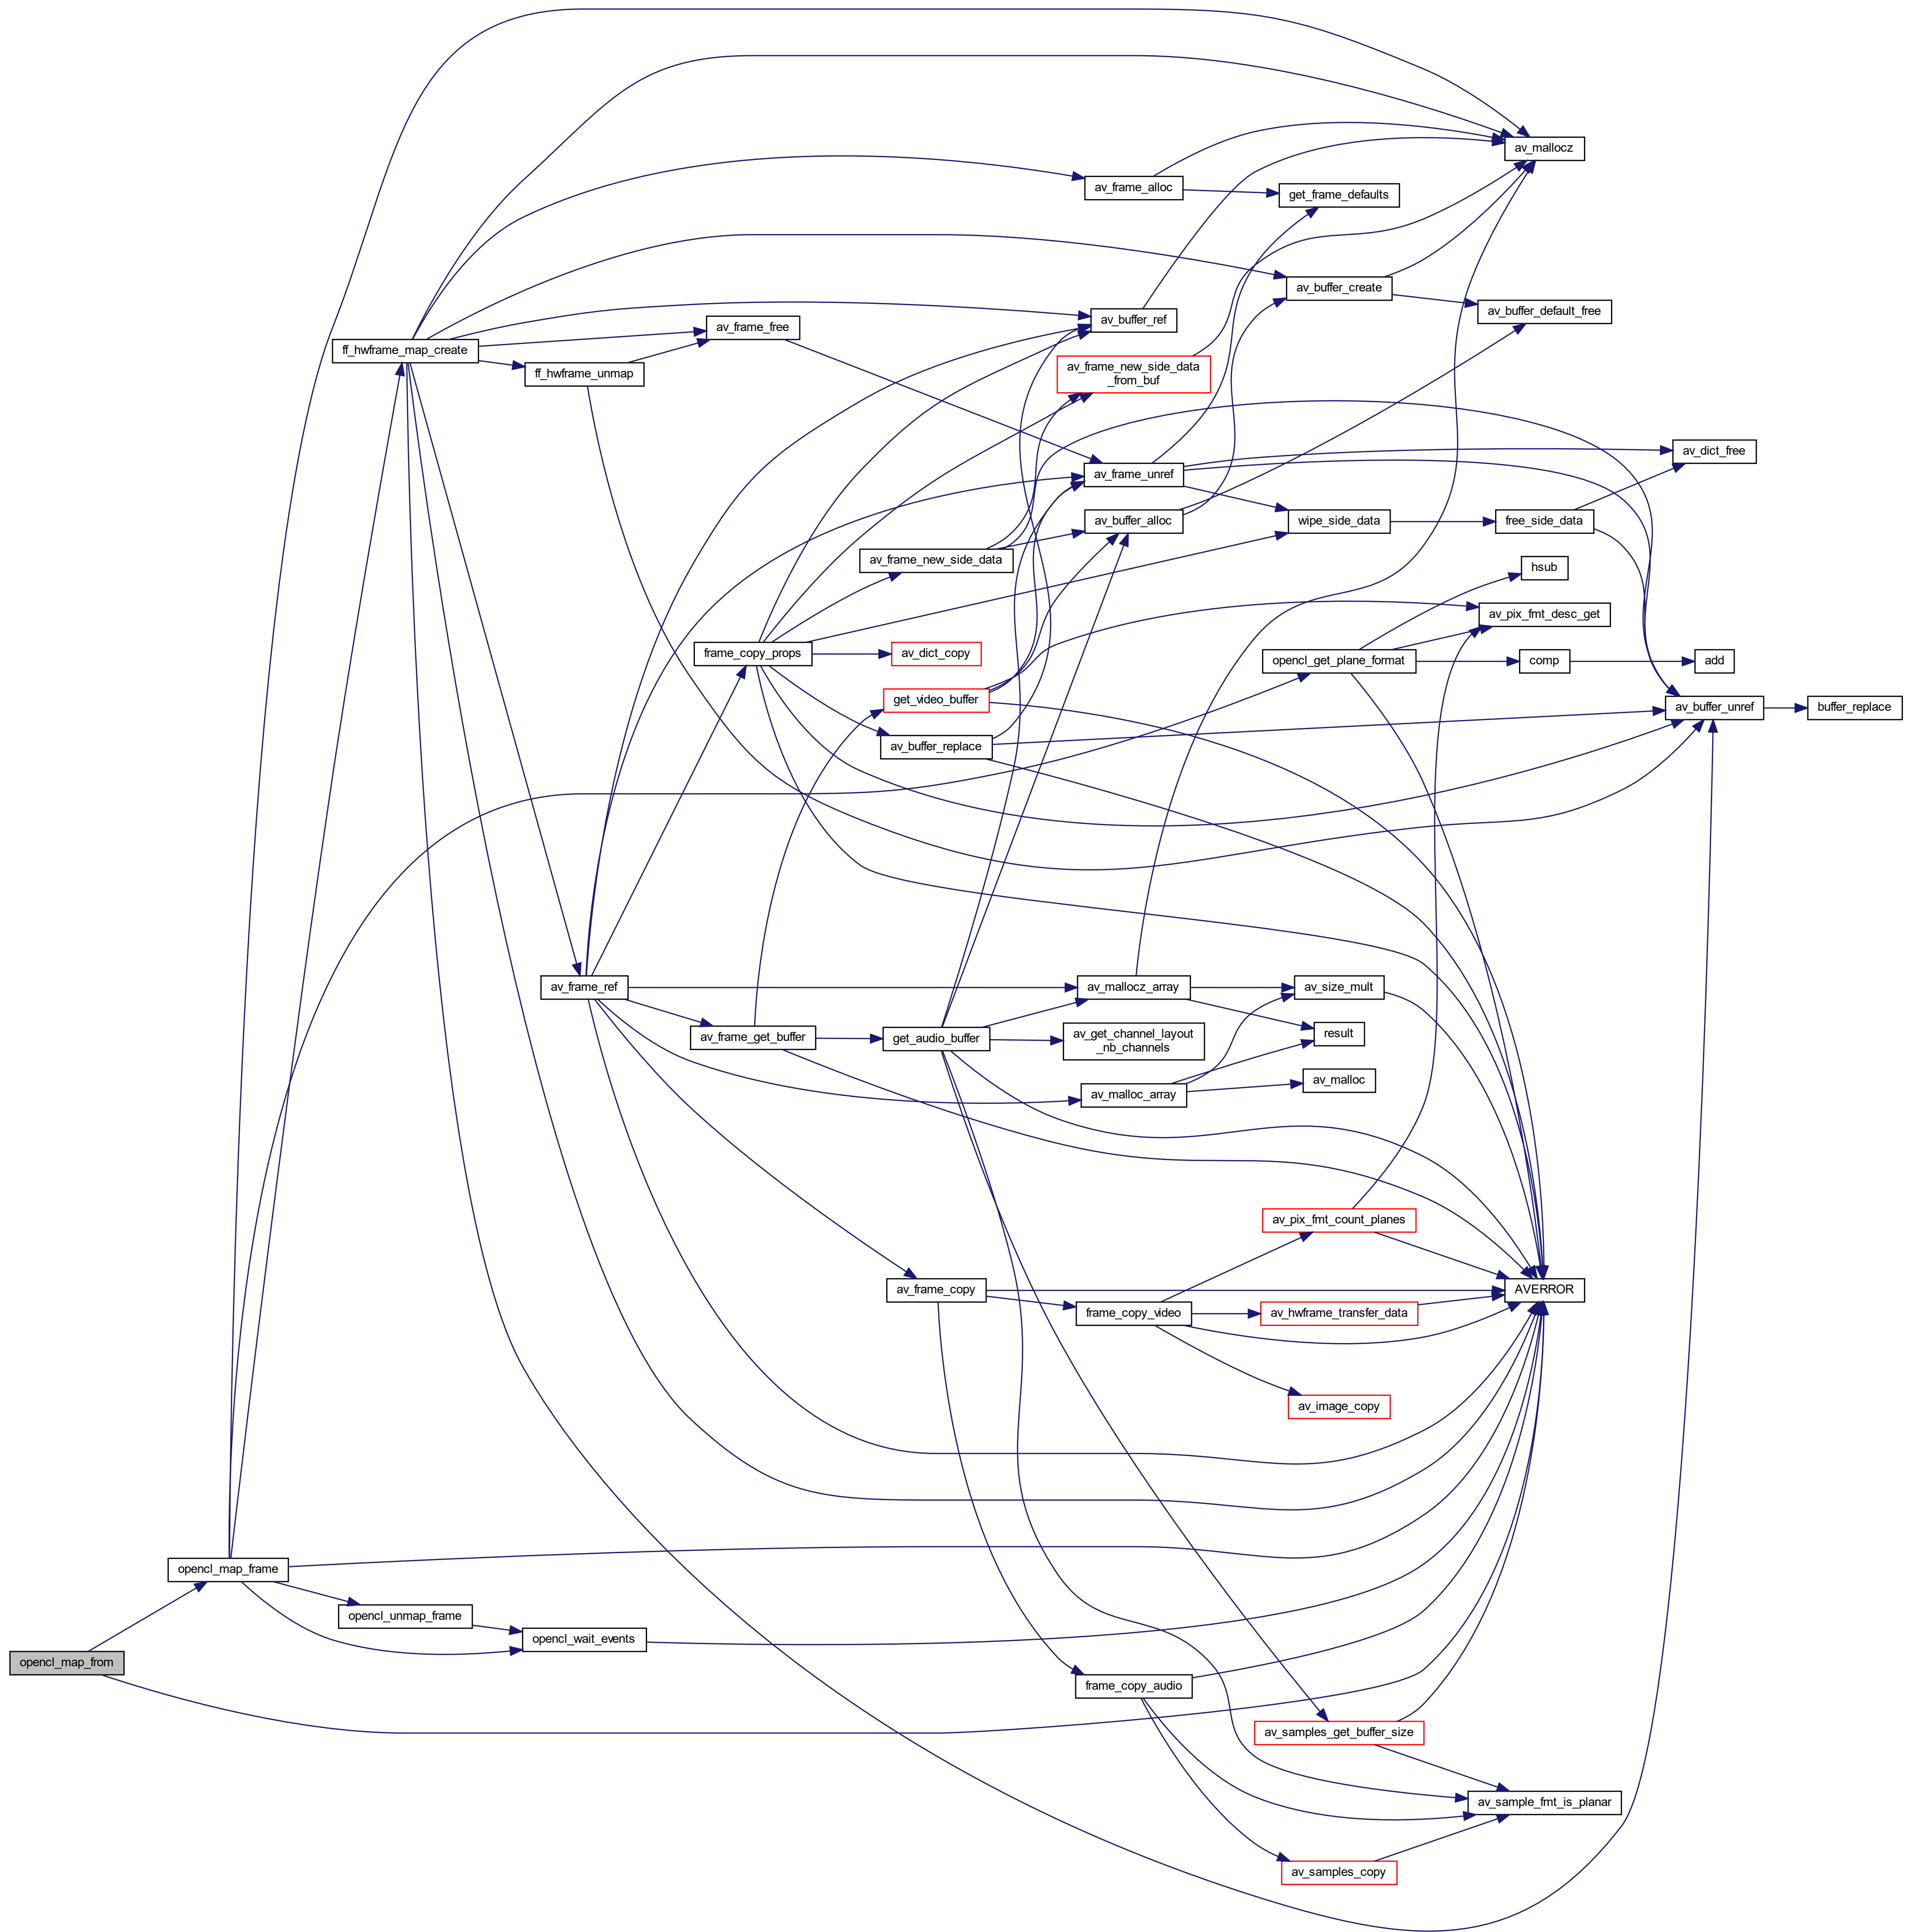 av_mallocz
av_frame_alloc
get_frame_defaults
av_buffer_create
av_buffer_default_free
av_buffer_ref
av_frame_free
ff_hwframe_map_create
ff_hwframe_unmap
av_frame_new_side_data
_from_buf
av_dict_free
av_frame_unref
av_buffer_alloc
wipe_side_data
free_side_data
av_frame_new_side_data
hsub
av_pix_fmt_desc_get
frame_copy_props
av_dict_copy
opencl_get_plane_format
comp
add
get_video_buffer
av_buffer_unref
buffer_replace
av_buffer_replace
av_frame_ref
av_mallocz_array
av_size_mult
result
av_frame_get_buffer
get_audio_buffer
av_get_channel_layout
_nb_channels
av_malloc
av_malloc_array
av_pix_fmt_count_planes
av_frame_copy
AVERROR
frame_copy_video
av_hwframe_transfer_data
av_image_copy
opencl_map_frame
opencl_unmap_frame
opencl_wait_events
opencl_map_from
frame_copy_audio
av_samples_get_buffer_size
av_sample_fmt_is_planar
av_samples_copy